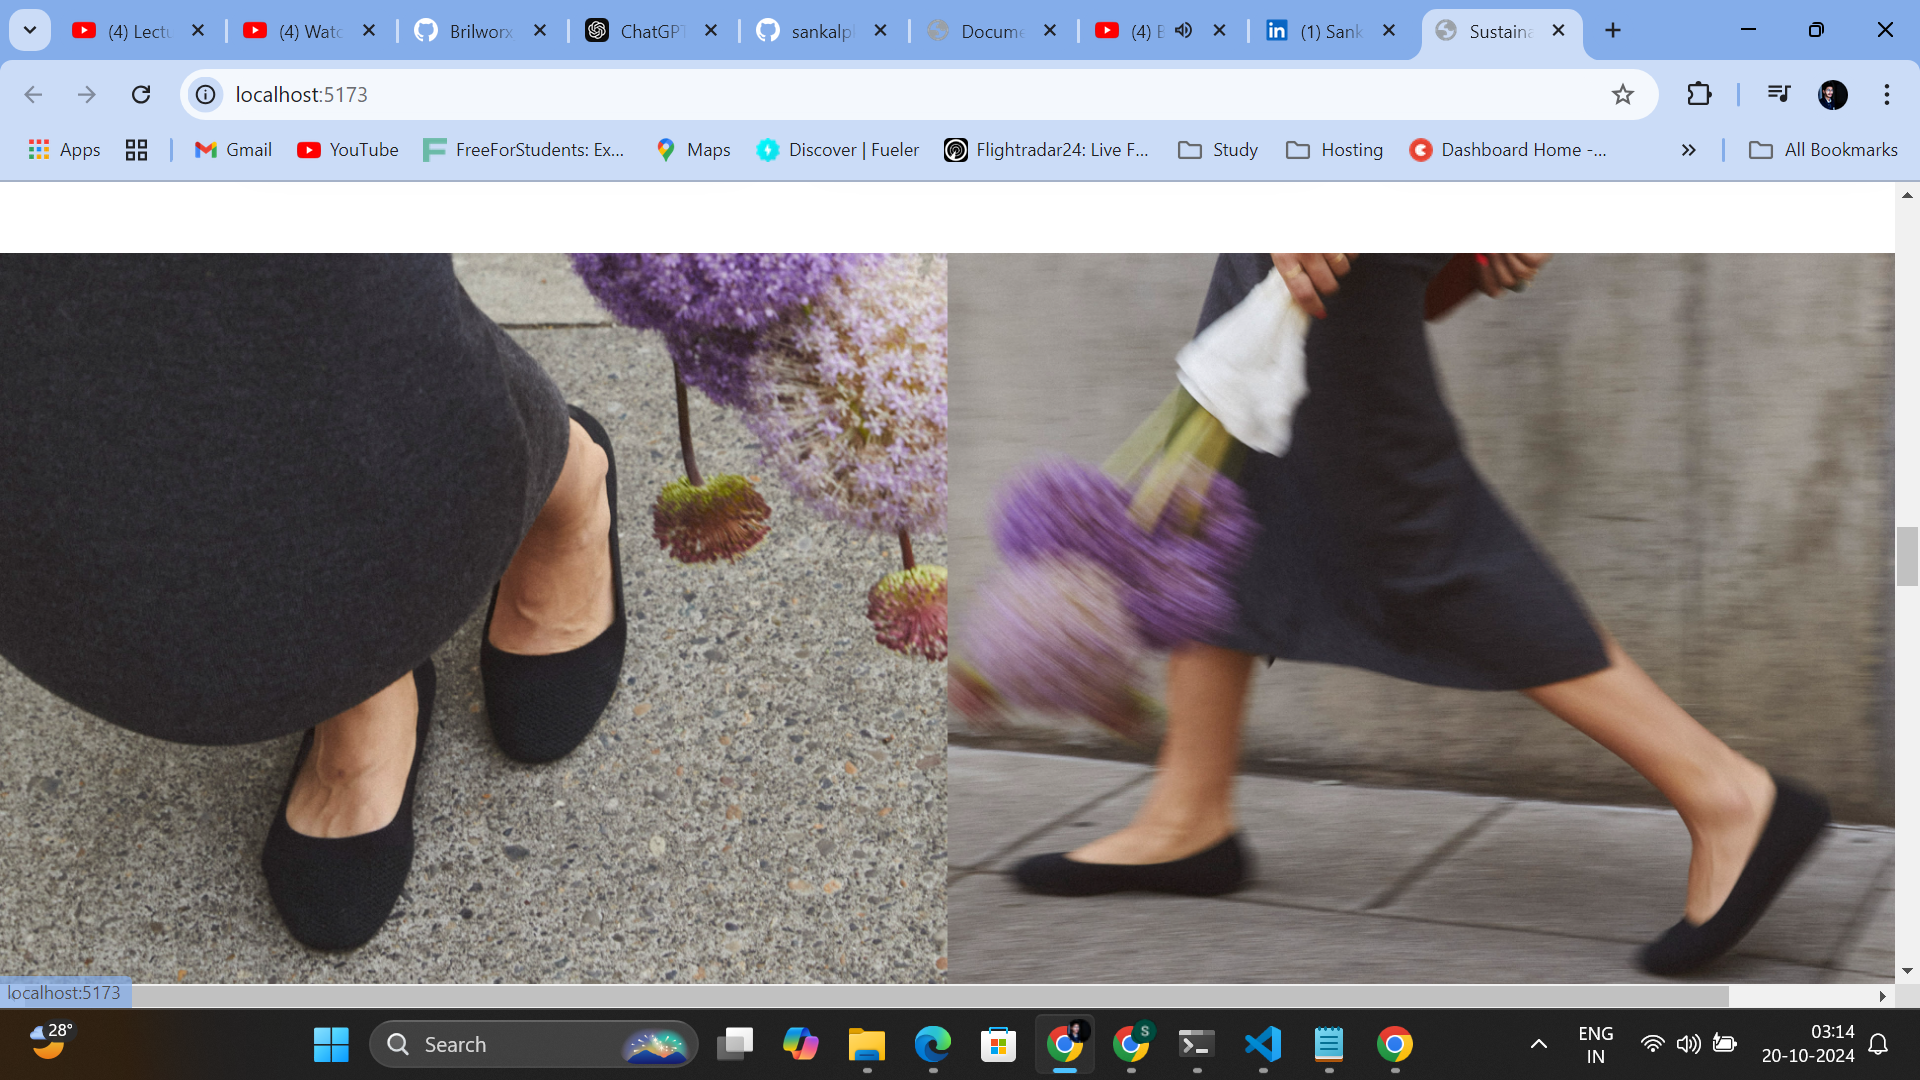 (4) Lectu
(4) Watc
Brilworx
ChatGPT
sankalp
Docume
(4) E
(1) Sank
Sustaina
localhost:5173
Apps
Gmail
YouTube
FreeForStudents: Ex...
Maps
Discover | Fueler
Flightradar24: Live F...
Study
Hosting
Dashboard Home -...
All Bookmarks
localhost:5173
28°
Search
S
ENG
IN
03:14
20-10-2024